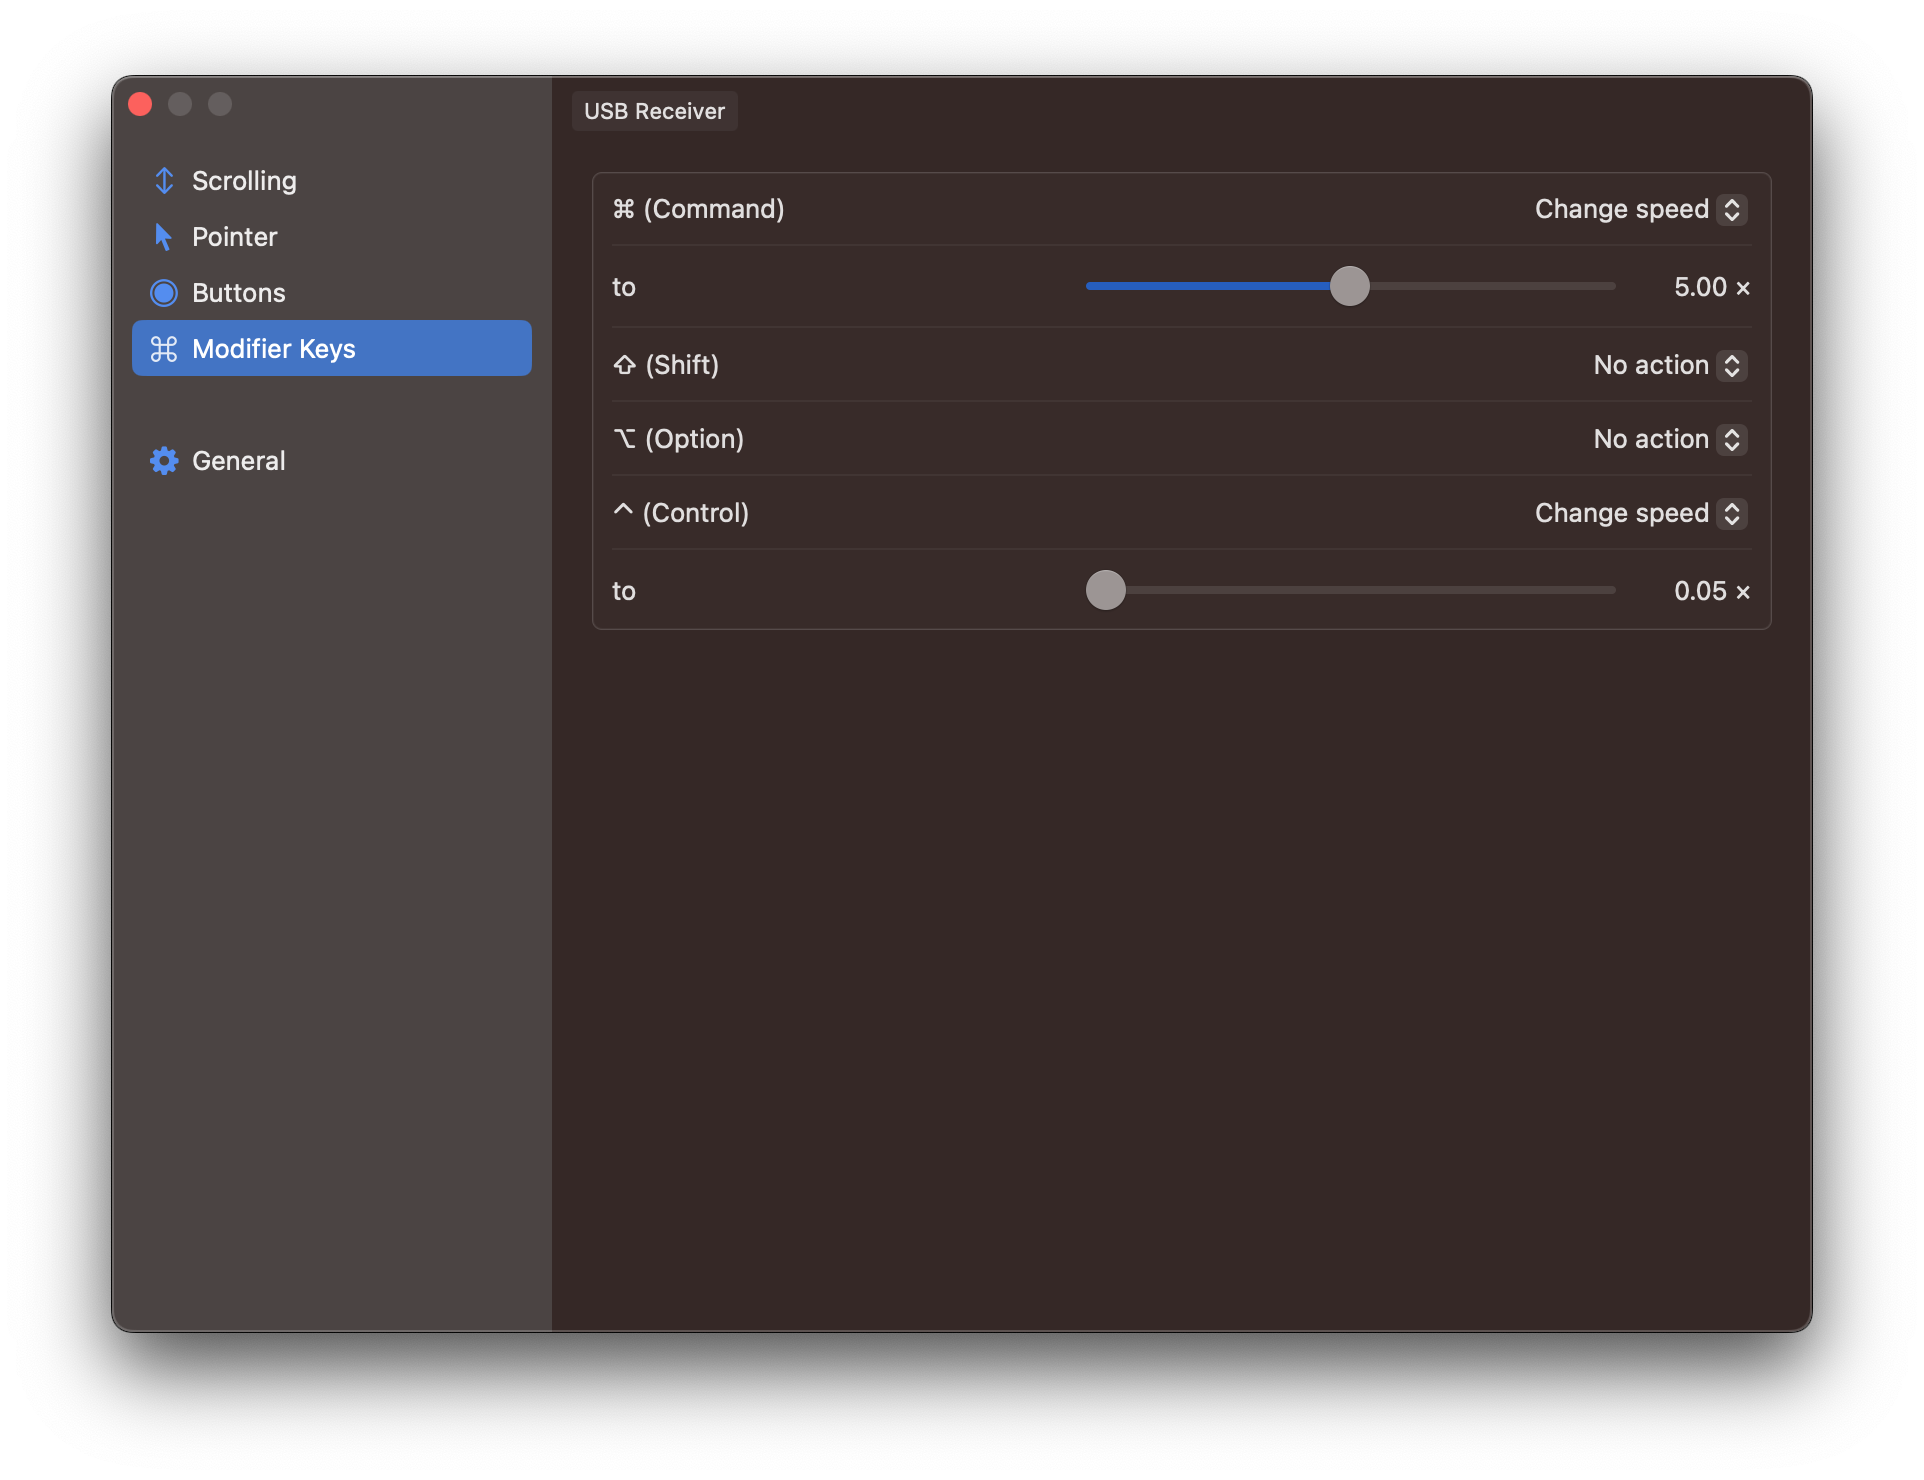 USB Receiver
Scrolling
Pointer
Buttons
Modifier Keys
General
⌘ (Command) Change speed
to 5.00 ×
⇧ (Shift) No action
⌥ (Option) No action
⌃ (Control) Change speed
to 0.05 ×